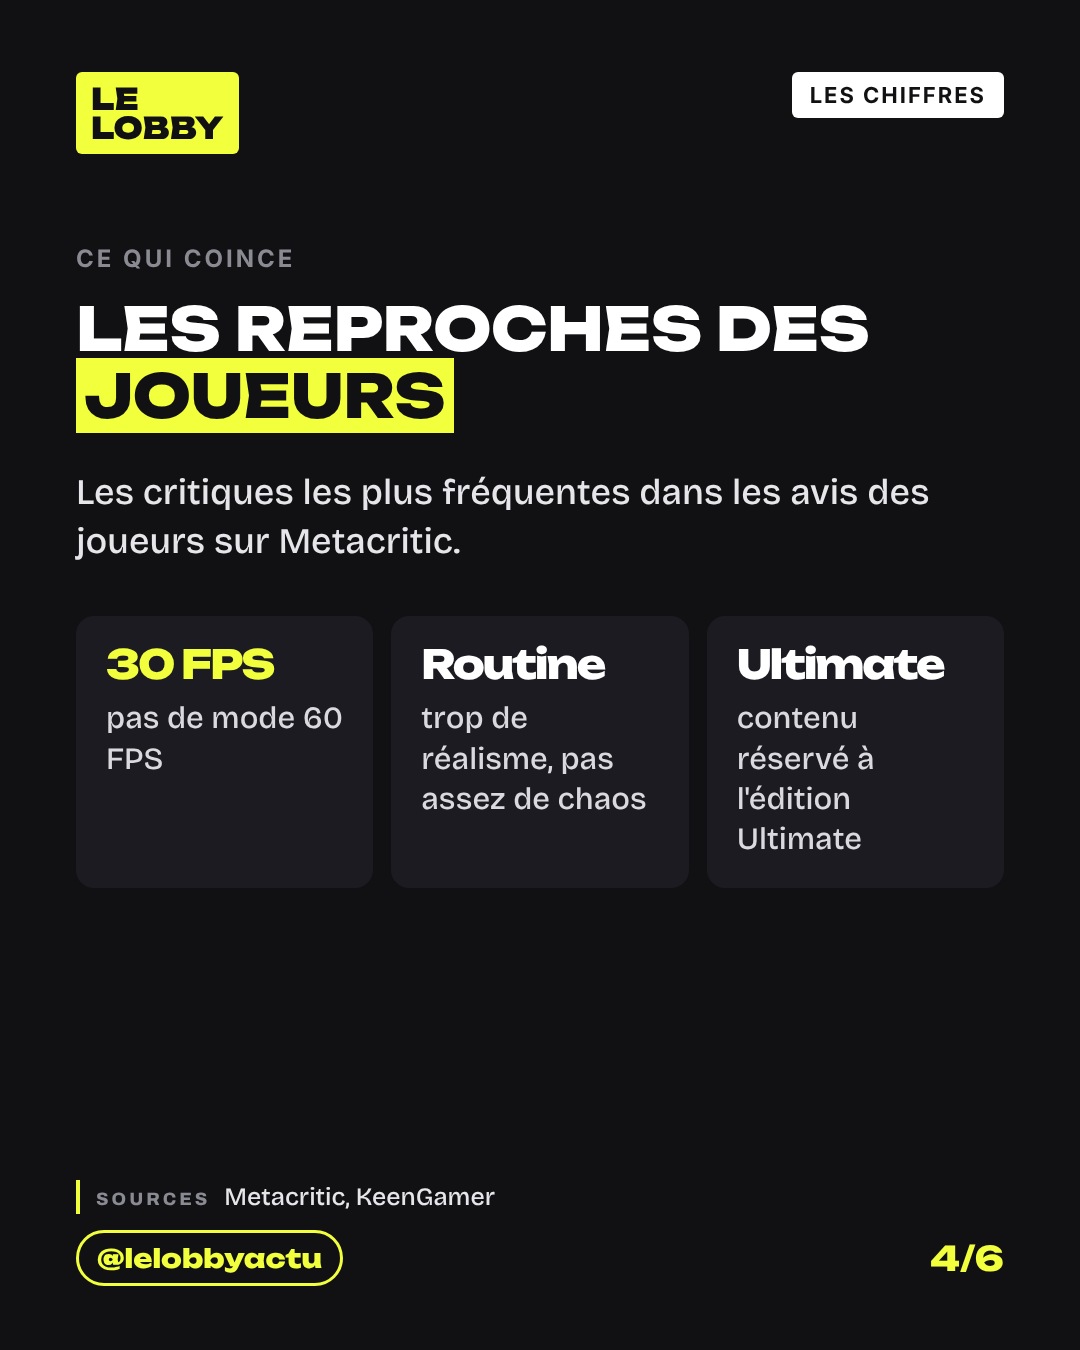 LE
LOBBY
LES CHIFFRES
CE QUI COINCE
LES REPROCHES DES
JOUEURS
Les critiques les plus fréquentes dans les avis des
joueurs sur Metacritic.
30 FPS
pas de mode 60
FPS
Routine
trop de
réalisme, pas
assez de chaos
Ultimate
contenu
réservé à
l'édition
Ultimate
SOURCES Metacritic, KeenGamer
@lelobbyactu
4/6